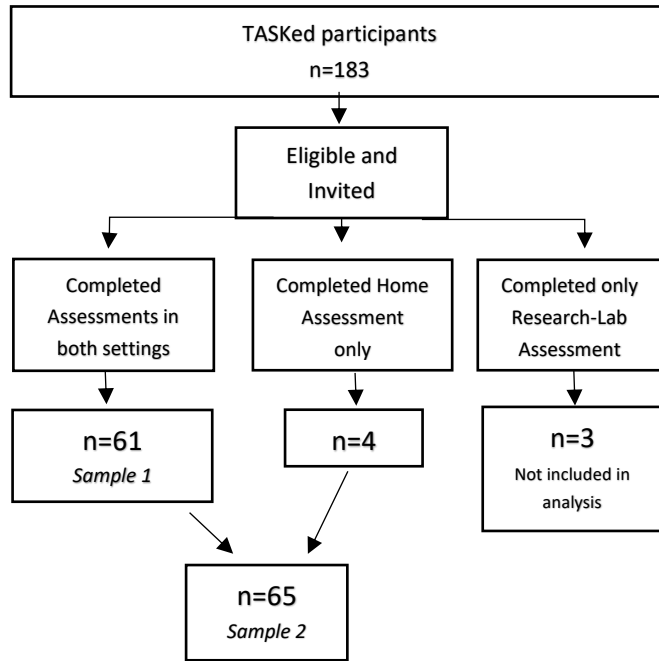 TASKed participants
n=183
Eligible and
Invited
Completed
Assessments in
both settings
Completed Home
Assessment
only
Completed only
Research-Lab
Assessment
n=61
Sample 1
n=4
n=3
Not included in
analysis
n=65
Sample 2